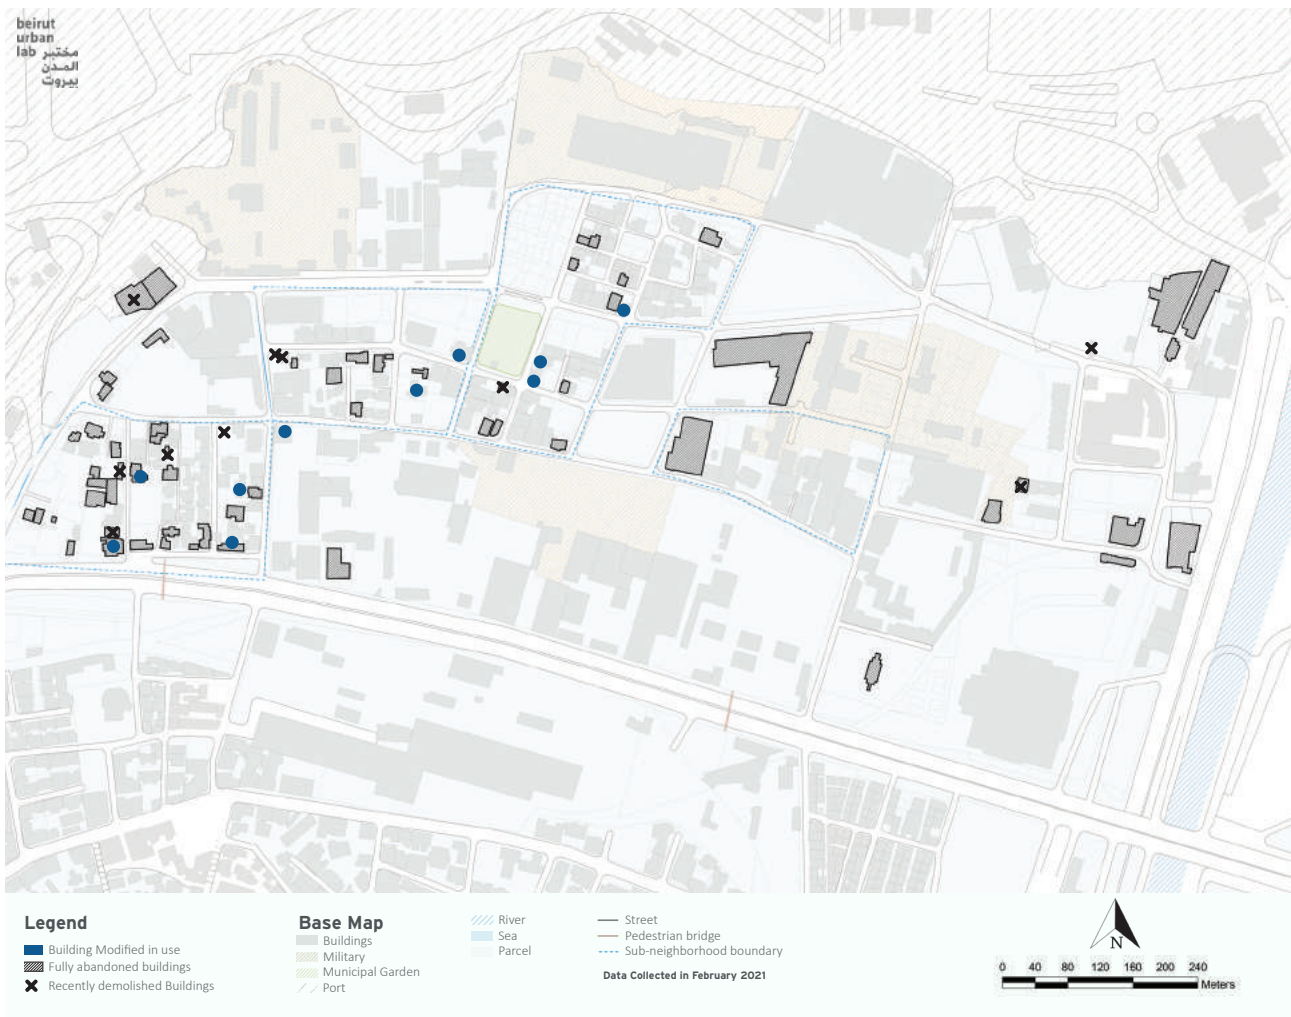 beirut
urban
lab مختبر
المدن
بيروت
Legend
Building Modified in use
Fully abandoned buildings
Recently demolished Buildings
Base Map
Buildings
Military
Municipal Garden
Port
River
Sea
Parcel
Street
Pedestrian bridge
Sub-neighborhood boundary
Data Collected in February 2021
N
0 40 80 120 160 200 240
Meters